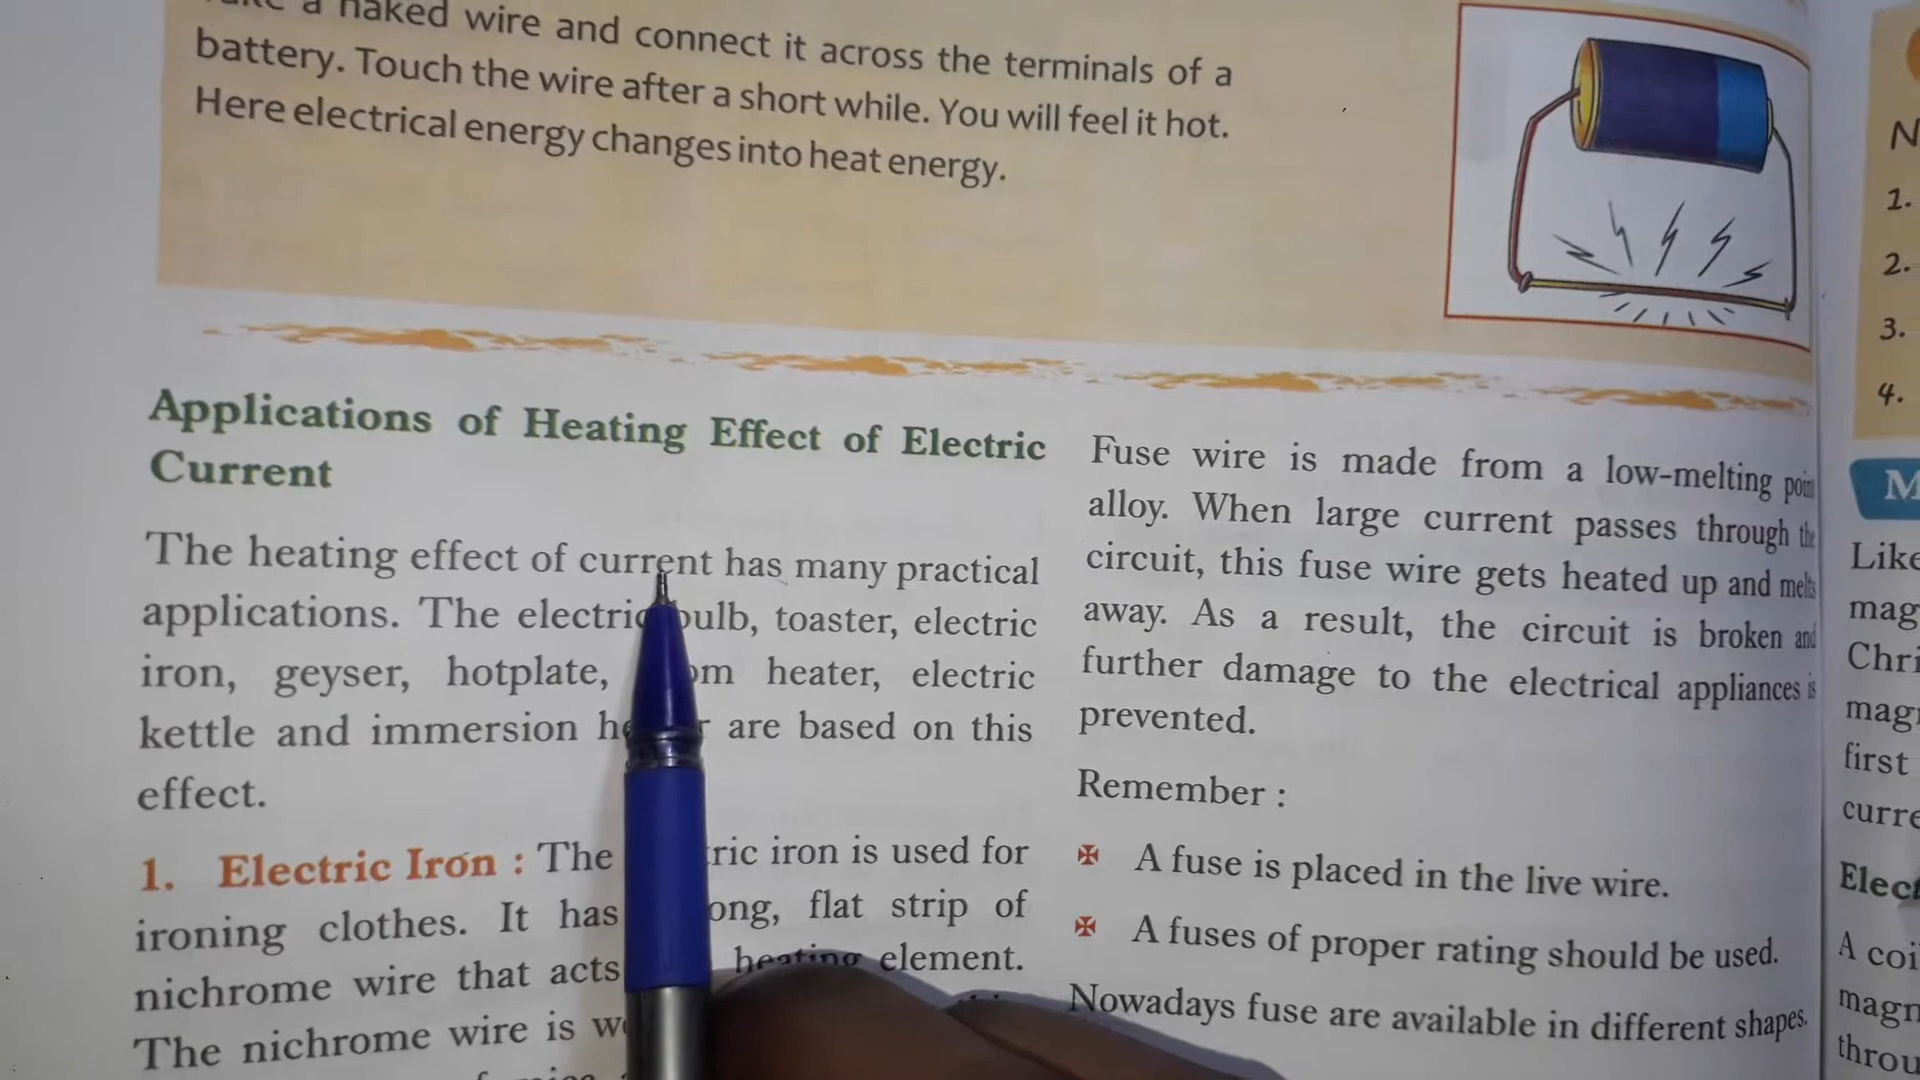 a naked wire and connect it across the terminals of a
battery. Touch the wire after a short while. You will feel it hot.
Here electrical energy changes into heat energy.
Applications of Heating Effect of Electric
Current
The heating effect of current has many practical
applications. The electric bulb, toaster, electric
iron, geyser, hotplate, heater, electric
kettle and immersion are based on this
effect.
1. Electric Iron : The iron is used for
ironing clothes. It has flat strip of
nichrome wire that acts heating element.
The nichrome wire is
Fuse wire is made from a low-melting point
alloy. When large current passes through the
circuit, this fuse wire gets heated up and melts
away. As a result, the circuit is broken and
further damage to the electrical appliances is
prevented.
Remember :
A fuse is placed in the live wire.
A fuses of proper rating should be used.
Nowadays fuse are available in different shapes.
N
1.
2.
3.
4.
M
Like
mag
Chri
mag
first
curre
Elect
A coi
magn
throu